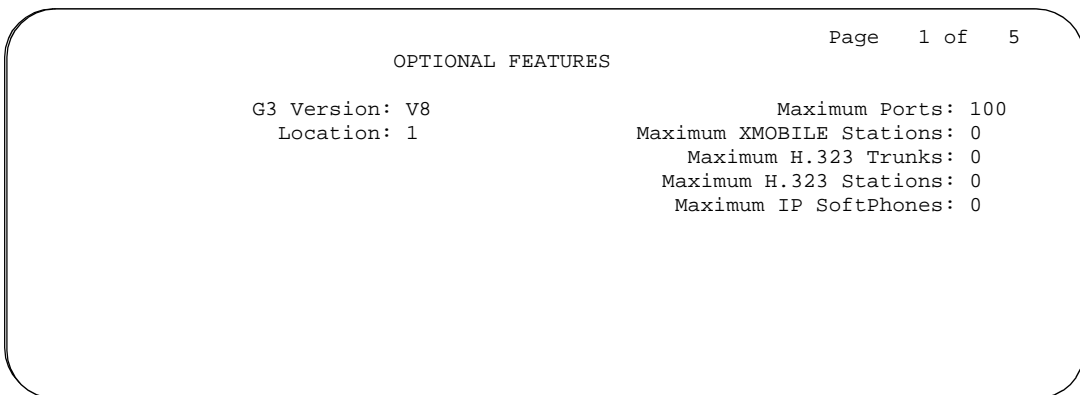 Page 1 of 5
OPTIONAL FEATURES
G3 Version: V8 Maximum Ports: 100
Location: 1 Maximum XMOBILE Stations: 0
Maximum H.323 Trunks: 0
Maximum H.323 Stations: 0
Maximum IP SoftPhones: 0